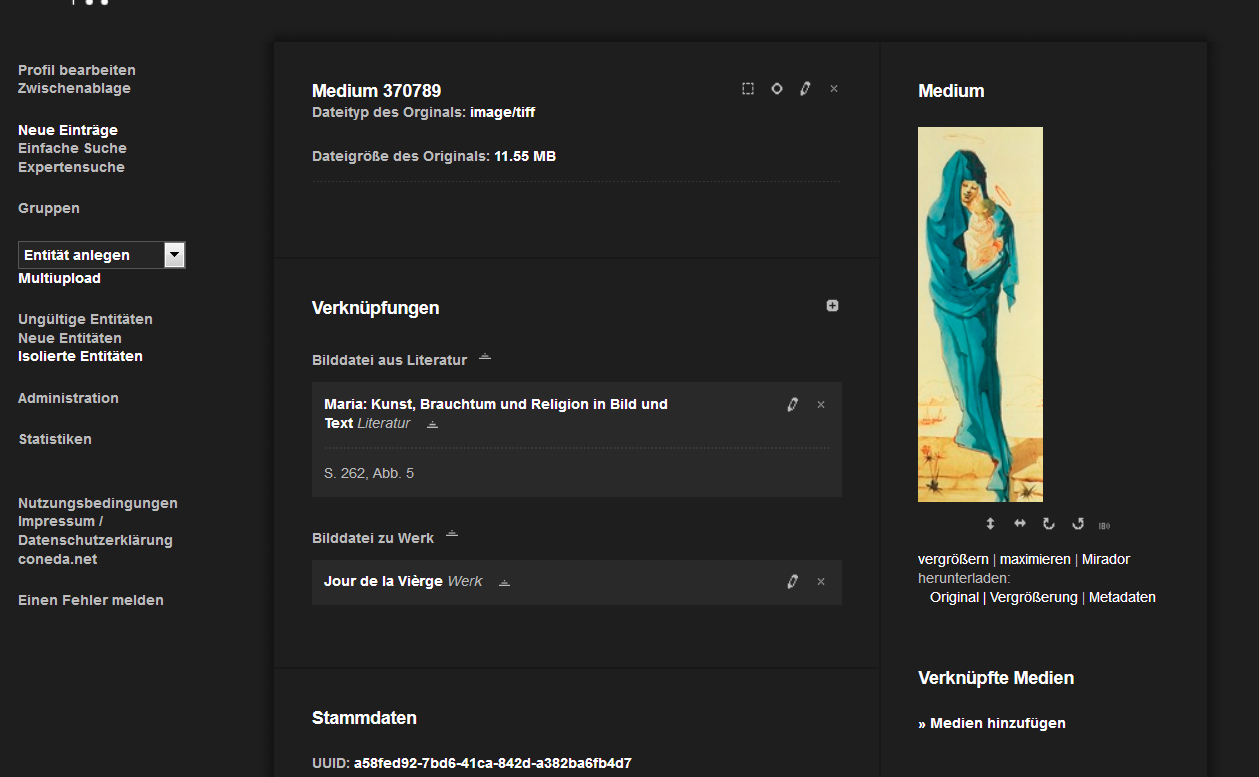 Profil bearbeiten
Zwischenablage
Neue Einträge
Einfache Suche
Expertensuche
Gruppen
Entität anlegen
Multiupload
Ungültige Entitäten
Neue Entitäten
Isolierte Entitäten
Administration
Statistiken
Nutzungsbedingungen
Impressum /
Datenschutzerklärung
coneda.net
Einen Fehler melden
Medium 370789
Dateityp des Orginals: image/tiff
Dateigröße des Originals: 11.55 MB
Verknüpfungen
Bilddatei aus Literatur
Maria: Kunst, Brauchtum und Religion in Bild und
Text Literatur
S. 262, Abb. 5
Bilddatei zu Werk
Jour de la Vièrge Werk
Stammdaten
UUID: a58fed92-7bd6-41ca-842d-a382ba6fb4d7
Medium
180
vergrößern | maximieren | Mirador
herunterladen:
Original | Vergrößerung | Metadaten
Verknüpfte Medien
» Medien hinzufügen